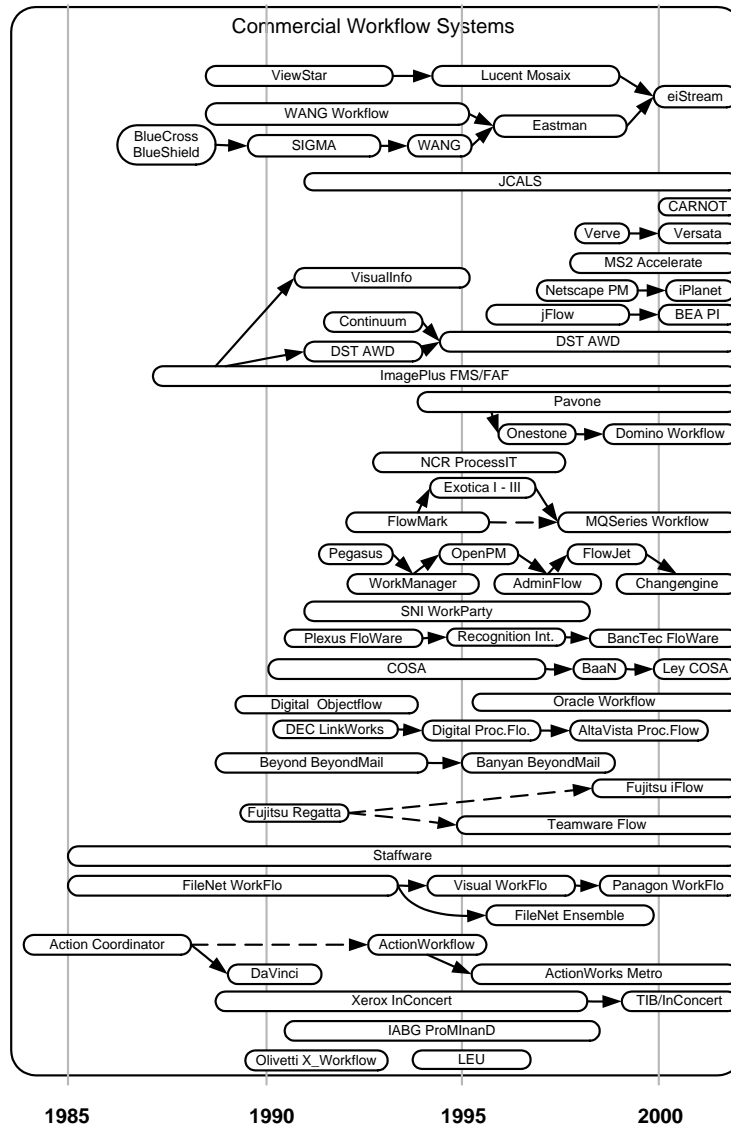 Commercial Workflow Systems
ViewStar
Lucent Mosaix
eiStream
WANG Workflow
Eastman
BlueCross
BlueShield
SIGMA
WANG
JCALS
CARNOT
Verve
Versata
MS2 Accelerate
VisualInfo
Netscape PM
iPlanet
jFlow
BEA PI
Continuum
DST AWD
DST AWD
ImagePlus FMS/FAF
Pavone
Onestone
Domino Workflow
NCR ProcessIT
Exotica I - III
FlowMark
MQSeries Workflow
Pegasus
OpenPM
FlowJet
WorkManager
AdminFlow
Changengine
SNI WorkParty
Plexus FloWare
Recognition Int.
BancTec FloWare
COSA
BaaN
Ley COSA
Digital Objectflow
Oracle Workflow
DEC LinkWorks
Digital Proc.Flo.
AltaVista Proc.Flow
Beyond BeyondMail
Banyan BeyondMail
Fujitsu iFlow
Fujitsu Regatta
Teamware Flow
Staffware
FileNet WorkFlo
Visual WorkFlo
Panagon WorkFlo
FileNet Ensemble
Action Coordinator
ActionWorkflow
DaVinci
ActionWorks Metro
Xerox InConcert
TIB/InConcert
IABG ProMInanD
Olivetti X_Workflow
LEU
1985
1990
1995
2000